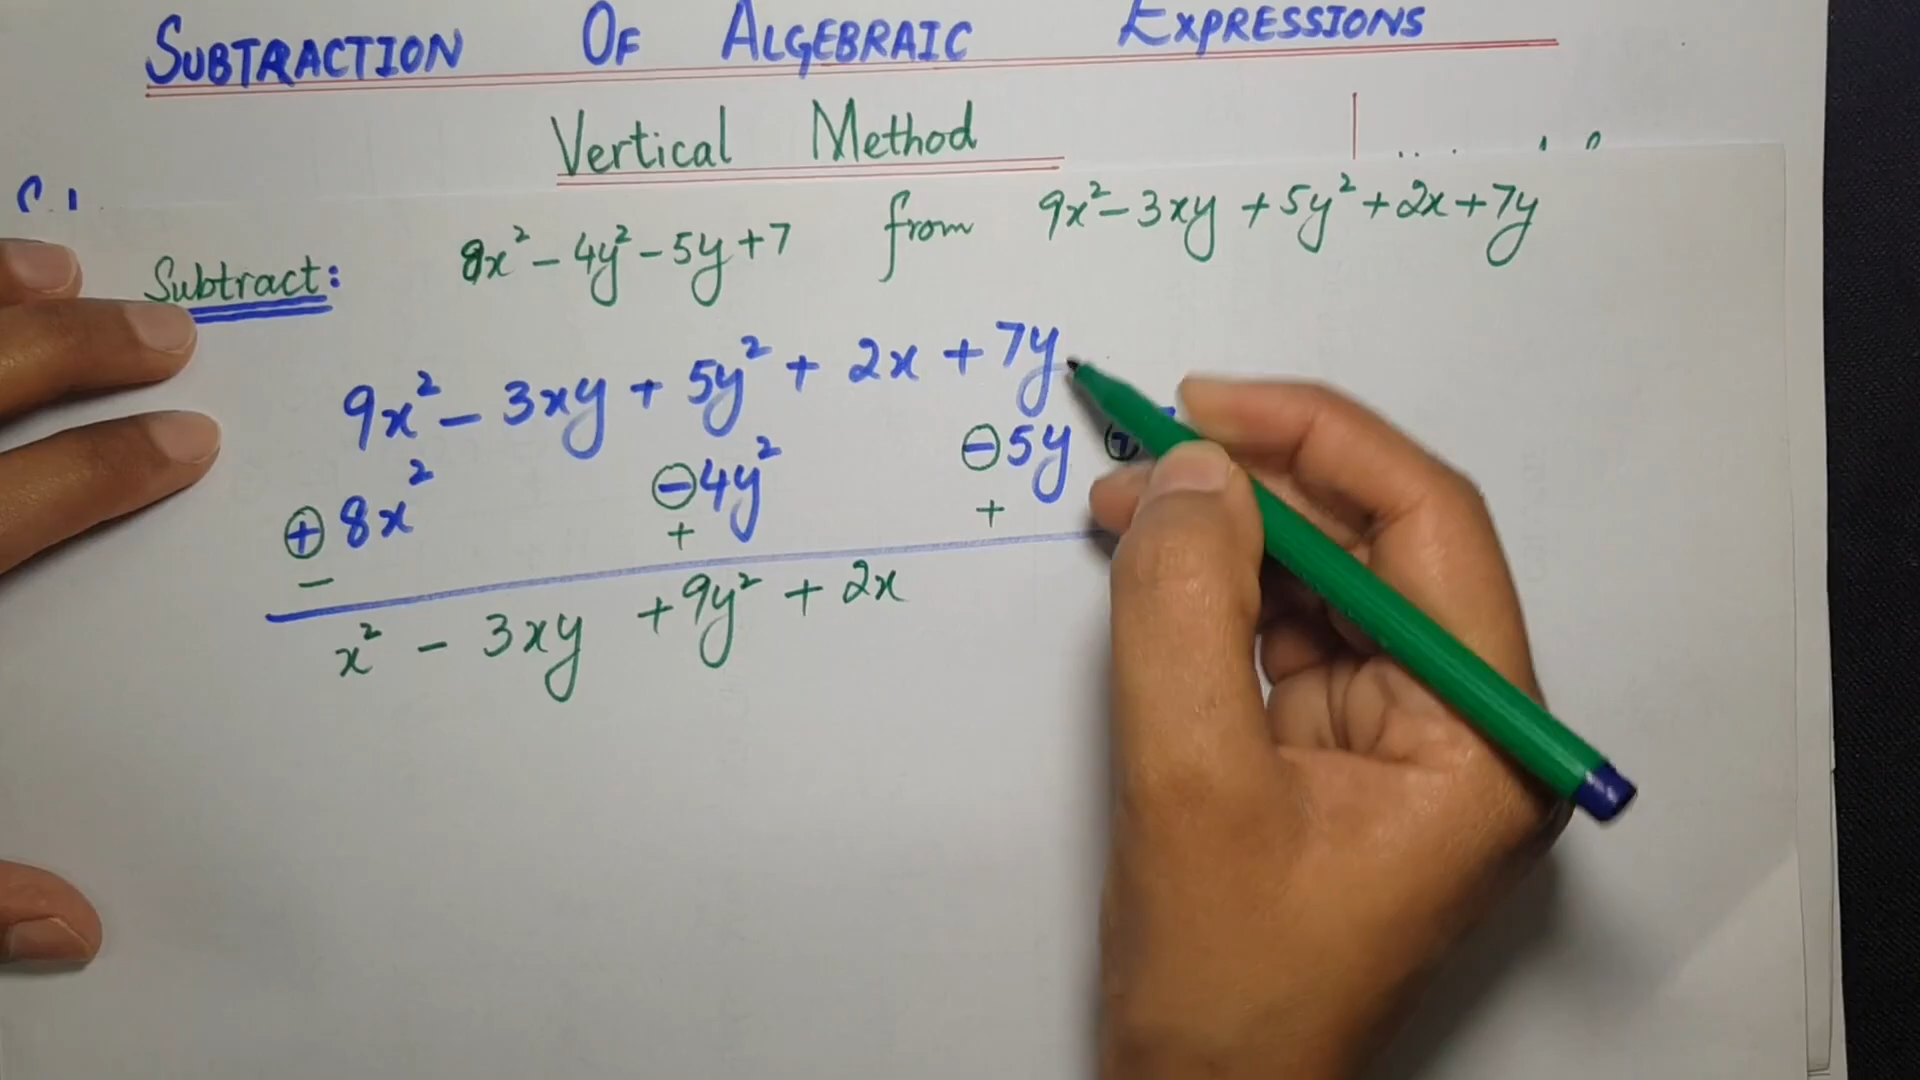 SUBTRACTION OF ALGEBRAIC EXPRESSIONS
Vertical Method
Subtract: 8x² - 4y² - 5y + 7 from 9x² - 3xy + 5y² + 2x + 7y
9x² - 3xy + 5y² + 2x + 7y
⊕ 8x² ⊖ 4y² ⊖ 5y ⊕
- + +
x² - 3xy + 9y² + 2x